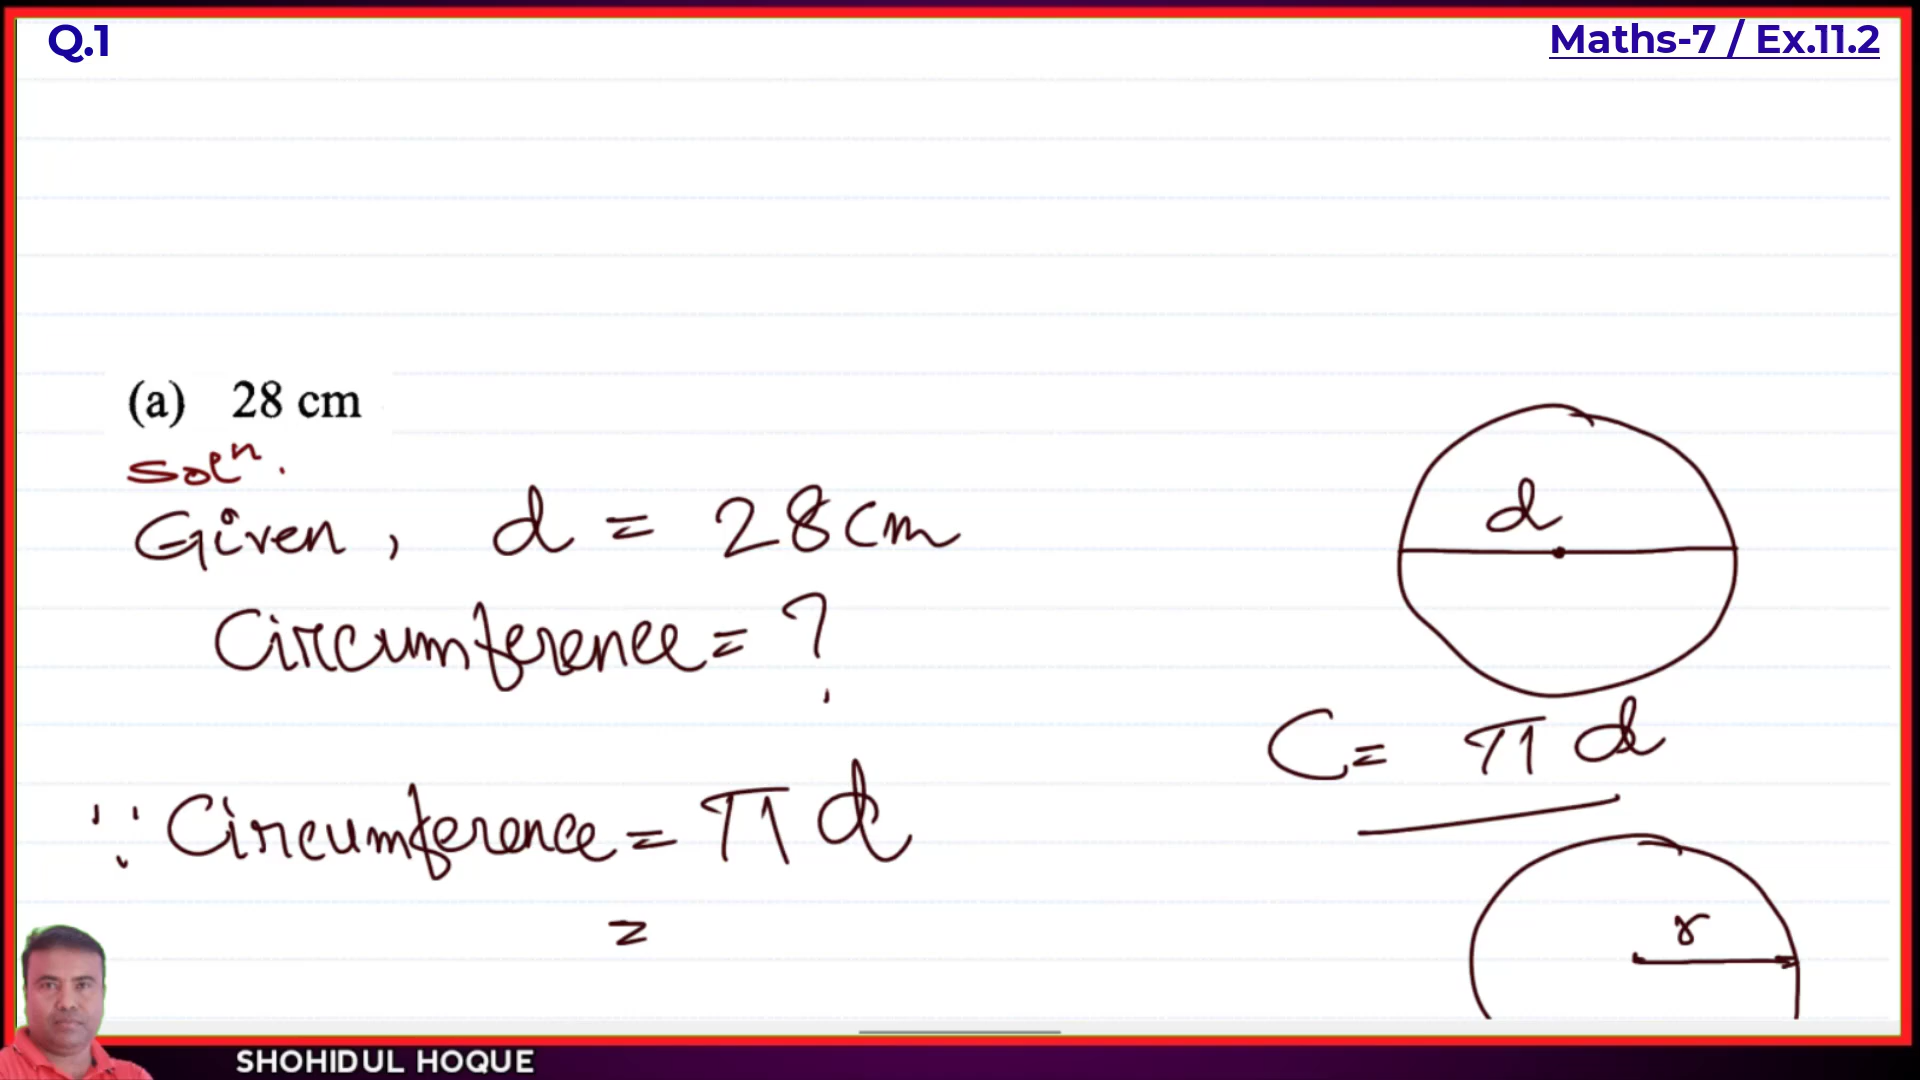 Q.1
Maths-7 / Ex.11.2
(a) 28 cm
Solⁿ.
Given, d = 28cm
Circumference = ?
∵ Circumference = π d
=
d
C = π d
r
SHOHIDUL HOQUE